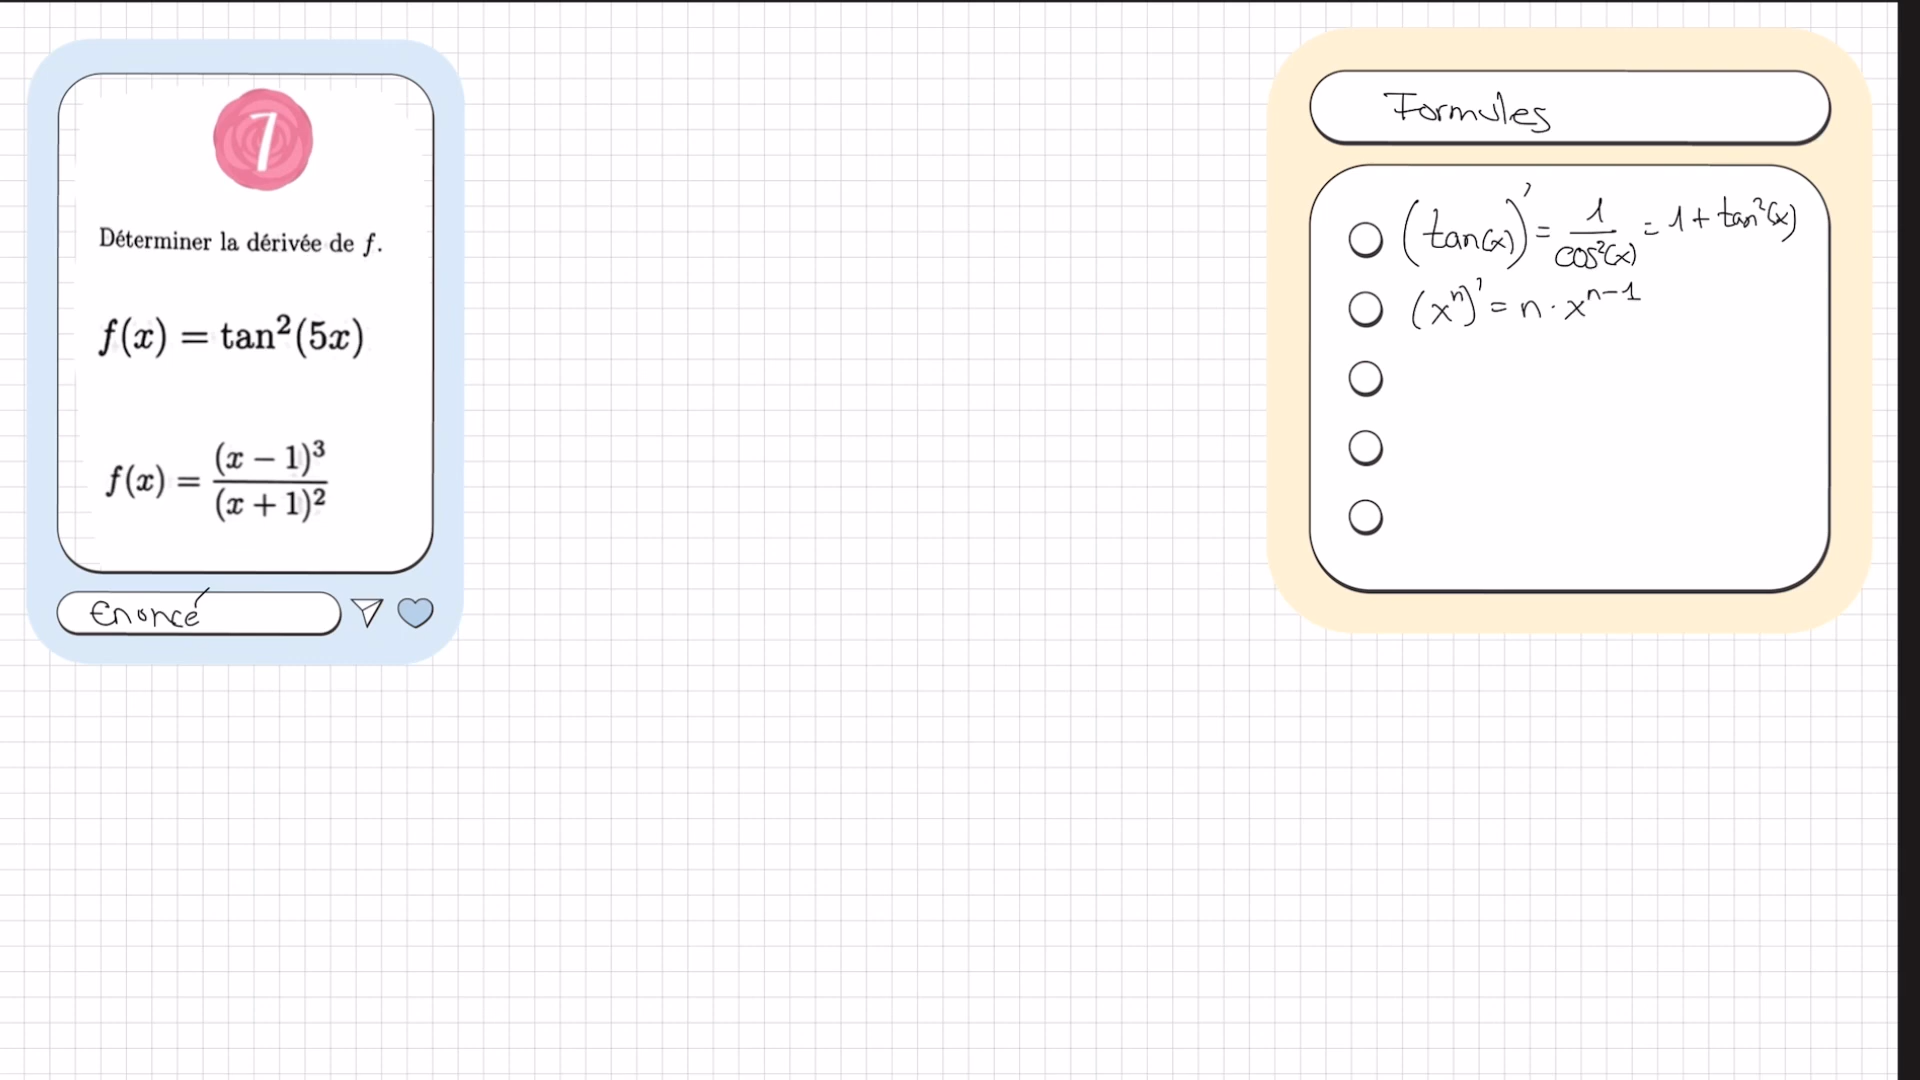 7
Déterminer la dérivée de f.
f(x) = tan²(5x)
f(x) = (x − 1)³ / (x + 1)²
Enoncé
Formules
(tan(x))' = 1 / cos²(x) = 1 + tan²(x)
(xⁿ)' = n · xⁿ⁻¹